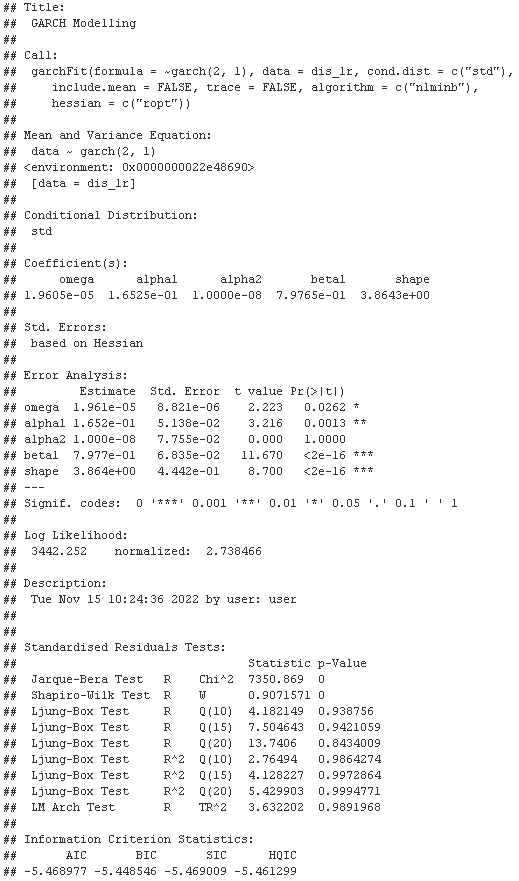 ## Title:
##  GARCH Modelling
##
## Call:
##  garchFit(formula = ~garch(2, 1), data = dis_lr, cond.dist = c("std"),
##     include.mean = FALSE, trace = FALSE, algorithm = c("nlminb"),
##     hessian = c("ropt"))
##
## Mean and Variance Equation:
##  data ~ garch(2, 1)
## <environment: 0x0000000022e48690>
##  [data = dis_lr]
##
## Conditional Distribution:
##  std
##
## Coefficient(s):
##      omega      alpha1      alpha2       beta1       shape
## 1.9605e-05  1.6525e-01  1.0000e-08  7.9765e-01  3.8643e+00
##
## Std. Errors:
##  based on Hessian
##
## Error Analysis:
##         Estimate  Std. Error  t value Pr(>|t|)
## omega  1.961e-05   8.821e-06    2.223   0.0262 *
## alpha1 1.652e-01   5.138e-02    3.216   0.0013 **
## alpha2 1.000e-08   7.755e-02    0.000   1.0000
## beta1  7.977e-01   6.835e-02   11.670   <2e-16 ***
## shape  3.864e+00   4.442e-01    8.700   <2e-16 ***
## ---
## Signif. codes:  0 '***' 0.001 '**' 0.01 '*' 0.05 '.' 0.1 ' ' 1
##
## Log Likelihood:
##  3442.252    normalized:  2.738466
##
## Description:
##  Tue Nov 15 10:24:36 2022 by user: user
##
##
## Standardised Residuals Tests:
##                                 Statistic p-Value
##  Jarque-Bera Test   R    Chi^2  7350.869  0
##  Shapiro-Wilk Test  R    W      0.9071571 0
##  Ljung-Box Test     R    Q(10)  4.182149  0.938756
##  Ljung-Box Test     R    Q(15)  7.504643  0.9421059
##  Ljung-Box Test     R    Q(20)  13.7406   0.8434009
##  Ljung-Box Test     R^2  Q(10)  2.76494   0.9864274
##  Ljung-Box Test     R^2  Q(15)  4.128227  0.9972864
##  Ljung-Box Test     R^2  Q(20)  5.429903  0.9994771
##  LM Arch Test       R    TR^2   3.632202  0.9891968
##
## Information Criterion Statistics:
##       AIC       BIC       SIC      HQIC
## -5.468977 -5.448546 -5.469009 -5.461299